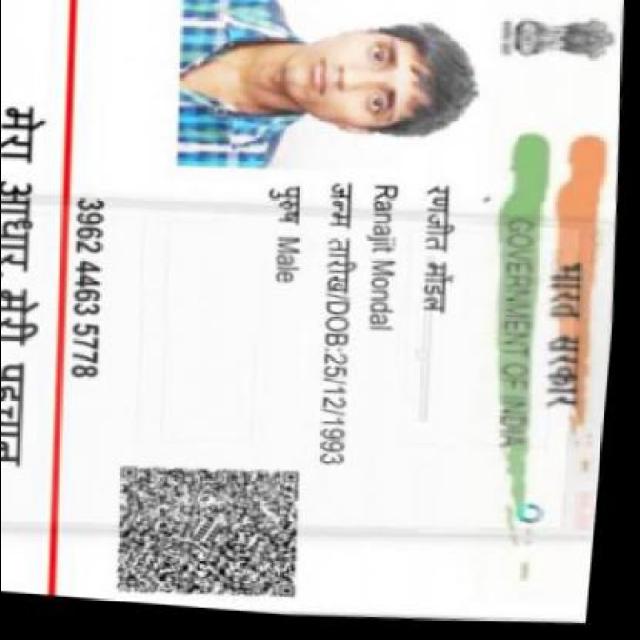 भारत सरकार
GOVERNMENT OF INDIA
रणजीत मोंडल
Ranajit Mondal
जन्म तारीख/DOB:25/12/1993
पुरुष Male
3962 4463 5778
मेरा आधार मेरी पहचान